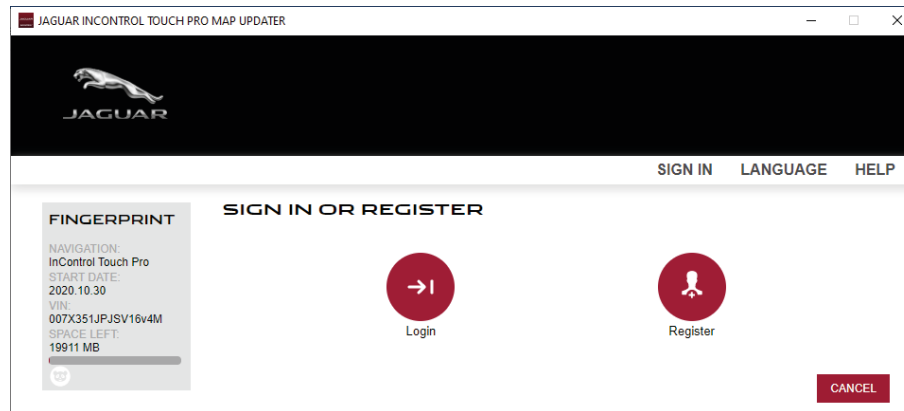 JAGUAR INCONTROL TOUCH PRO MAP UPDATER
JAGUAR
SIGN IN LANGUAGE HELP
FINGERPRINT
NAVIGATION:
InControl Touch Pro
START DATE:
2020.10.30
VIN:
007X351JPJSV16v4M
SPACE LEFT:
19911 MB
SIGN IN OR REGISTER
Login
Register
CANCEL